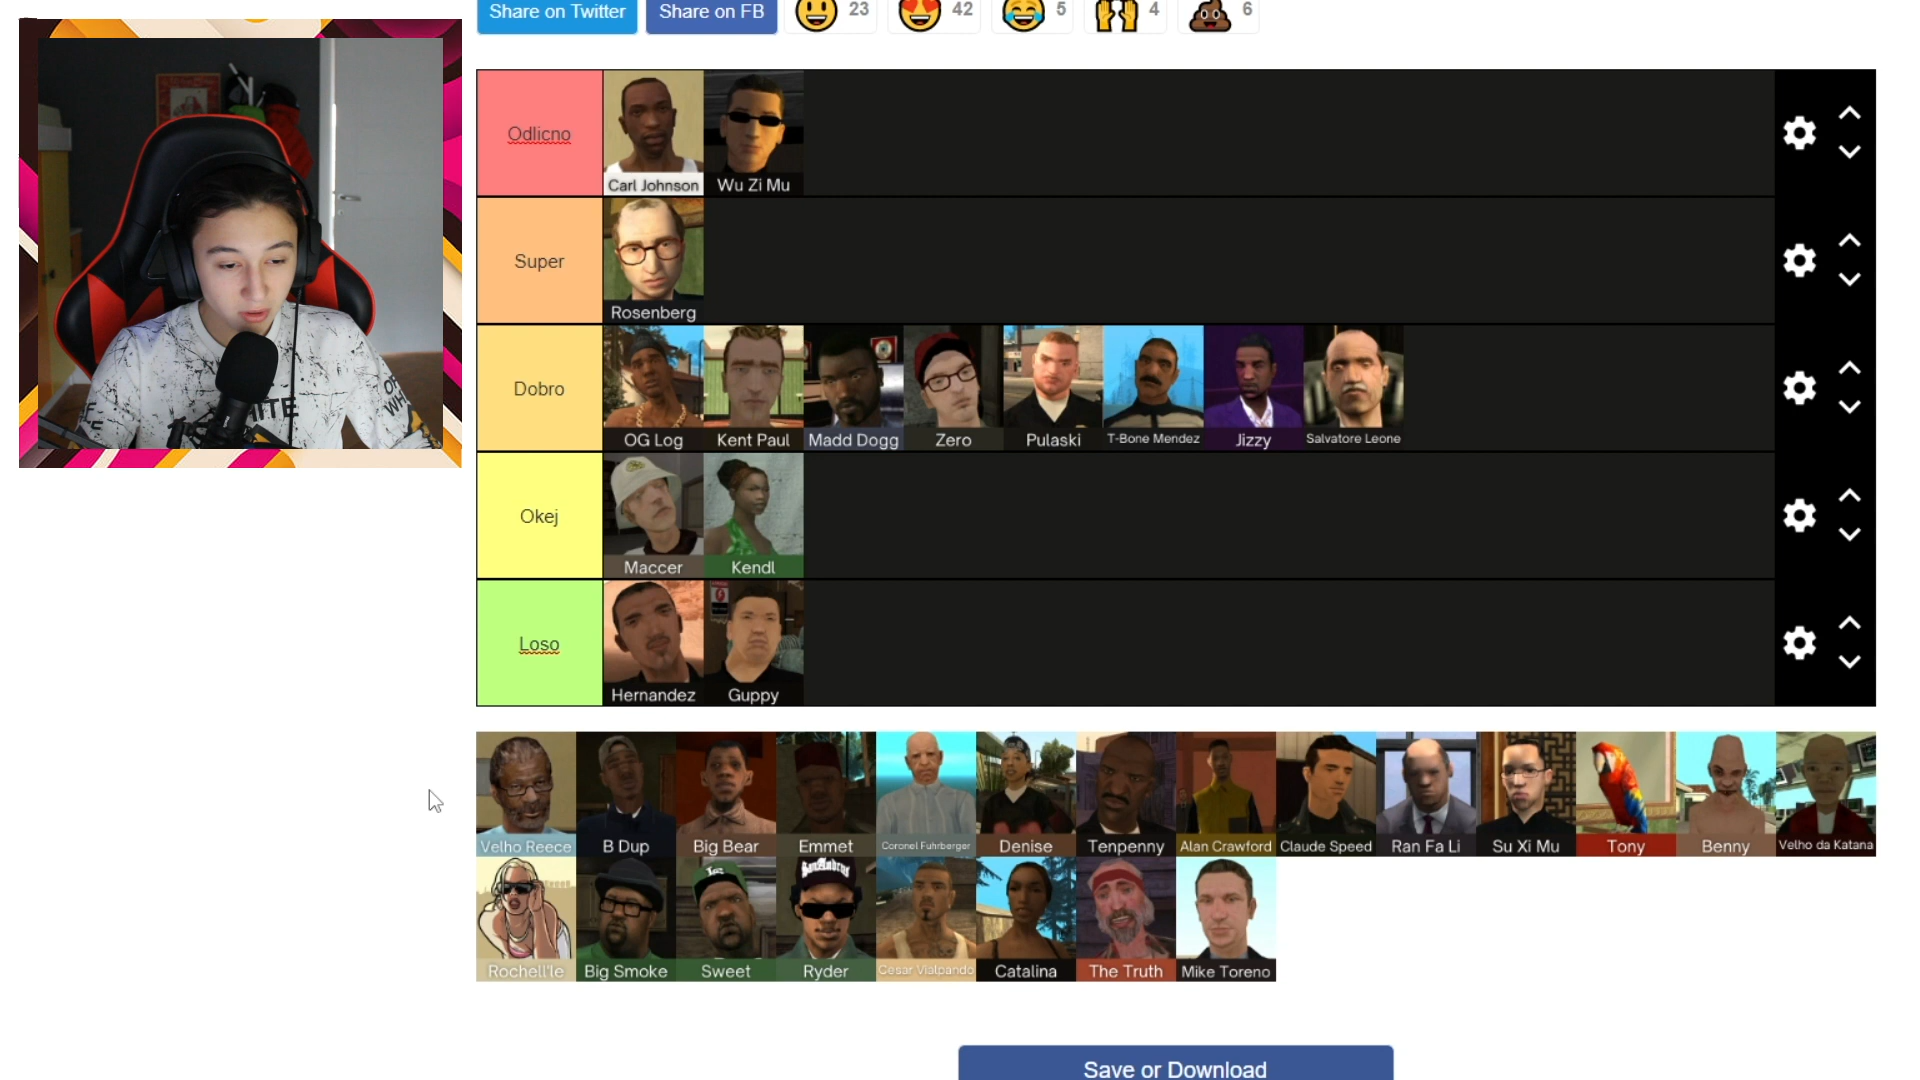 Share on Twitter
Share on FB
23
42
5
4
6
Odlicno
Carl Johnson
Wu Zi Mu
Super
Rosenberg
Dobro
OG Log
Kent Paul
Madd Dogg
Zero
Pulaski
T-Bone Mendez
Jizzy
Salvatore Leone
Okej
Maccer
Kendl
Loso
Hernandez
Guppy
Velho Reece
B Dup
Big Bear
Emmet
Coronel Fuhrberger
Denise
Tenpenny
Alan Crawford
Claude Speed
Ran Fa Li
Su Xi Mu
Tony
Benny
Velho da Katana
Rochell'le
Big Smoke
Sweet
Ryder
Cesar Vialpando
Catalina
The Truth
Mike Toreno
Save or Download